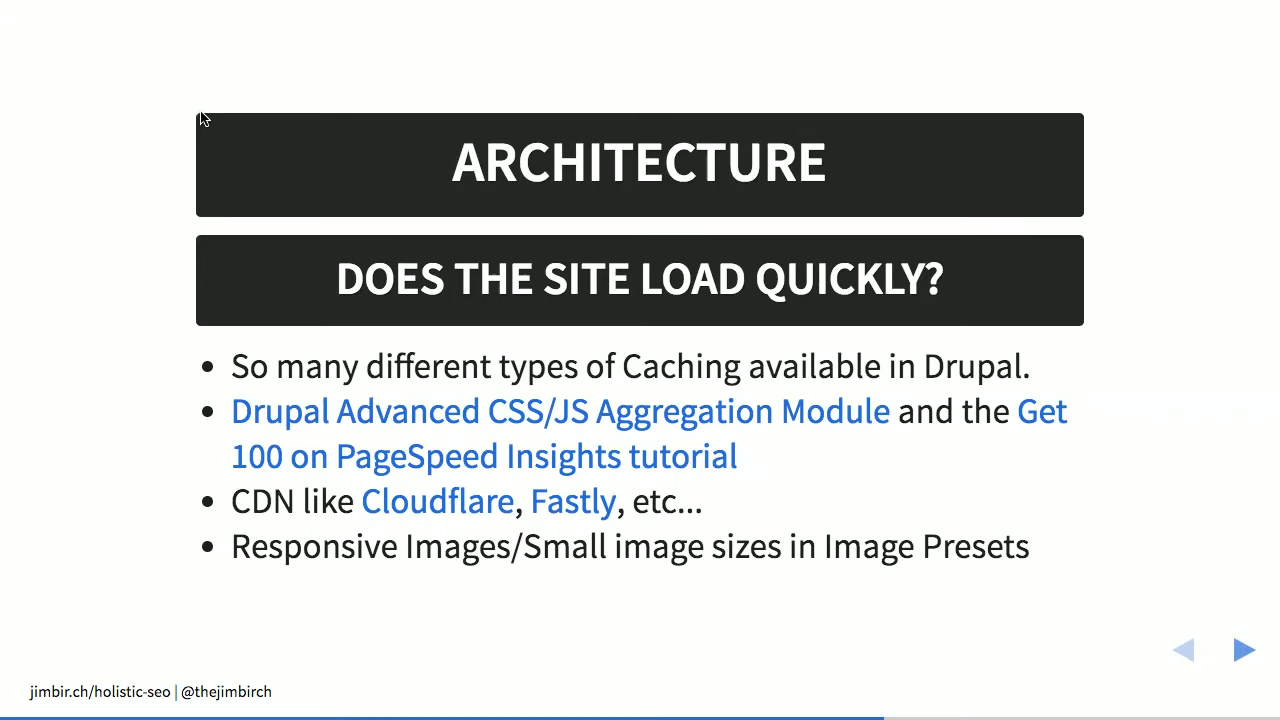 ARCHITECTURE
DOES THE SITE LOAD QUICKLY?
• So many different types of Caching available in Drupal.
• Drupal Advanced CSS/JS Aggregation Module and the Get
100 on PageSpeed Insights tutorial
• CDN like Cloudflare, Fastly, etc...
• Responsive Images/Small image sizes in Image Presets
jimbir.ch/holistic-seo | @thejimbirch